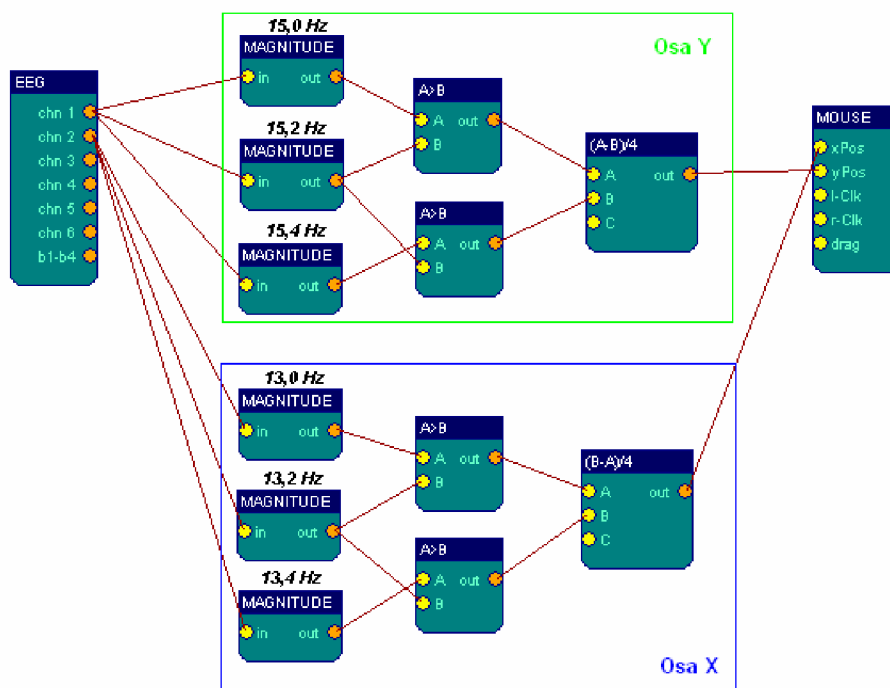 EEG
chn 1
chn 2
chn 3
chn 4
chn 5
chn 6
b1-b4
Osa Y
15,0 Hz
MAGNITUDE
in out
15,2 Hz
MAGNITUDE
in out
15,4 Hz
MAGNITUDE
in out
A>B
A out
B
A>B
A out
B
(A-B)/4
A out
B
C
MOUSE
xPos
yPos
l-Clk
r-Clk
drag
13,0 Hz
MAGNITUDE
in out
13,2 Hz
MAGNITUDE
in out
13,4 Hz
MAGNITUDE
in out
A>B
A out
B
A>B
A out
B
(B-A)/4
A out
B
C
Osa X